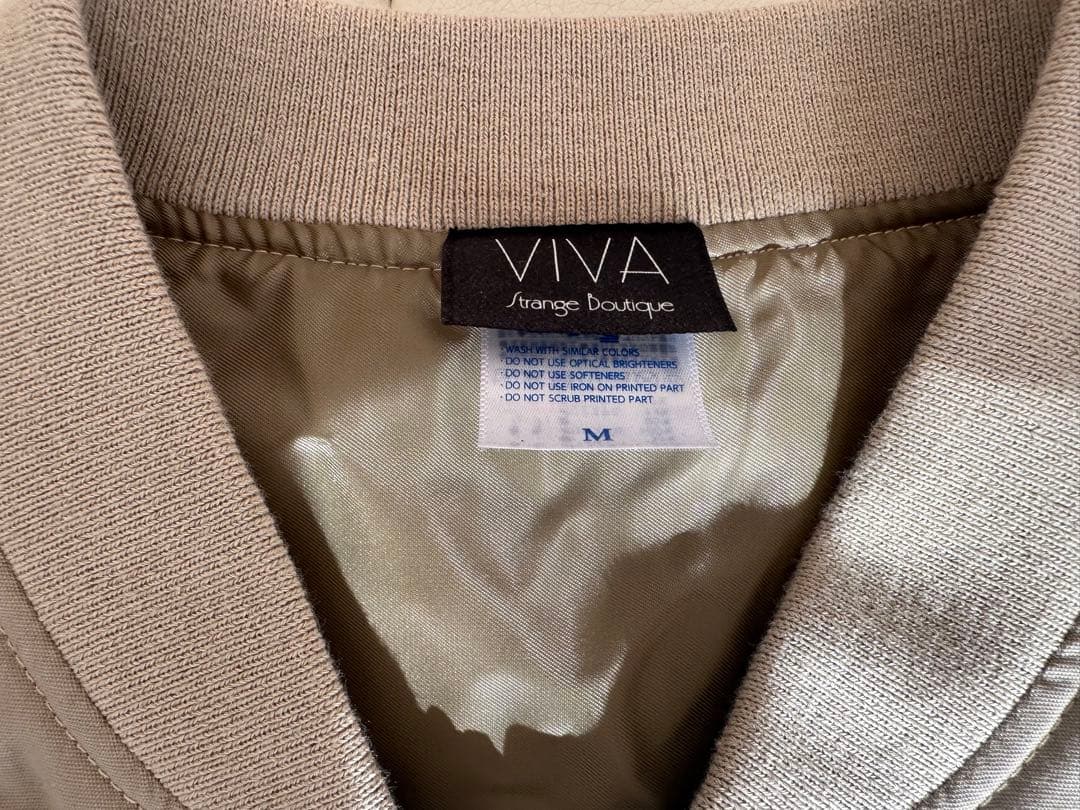 VIVA
Strange Boutique
· WASH WITH SIMILAR COLORS
· DO NOT USE OPTICAL BRIGHTENERS
· DO NOT USE SOFTENERS
· DO NOT USE IRON ON PRINTED PART
· DO NOT SCRUB PRINTED PART
M